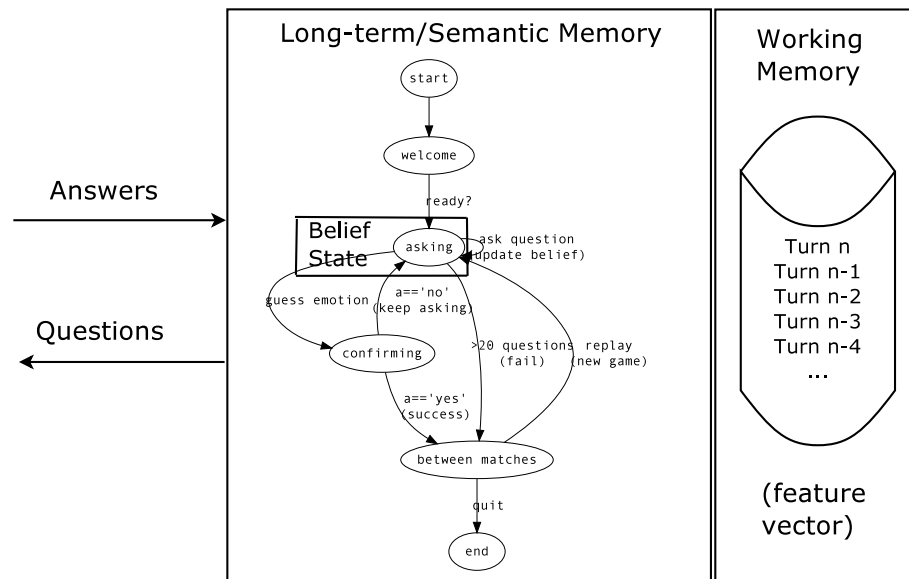 Long-term/Semantic Memory
Working
Memory
start
welcome
Answers
ready?
Belief
State
asking
ask question
(update belief)
guess emotion
a=='no'
(keep asking)
Questions
confirming
>20 questions
(fail)
replay
(new game)
a=='yes'
(success)
between matches
quit
end
Turn n
Turn n-1
Turn n-2
Turn n-3
Turn n-4
...
(feature
vector)